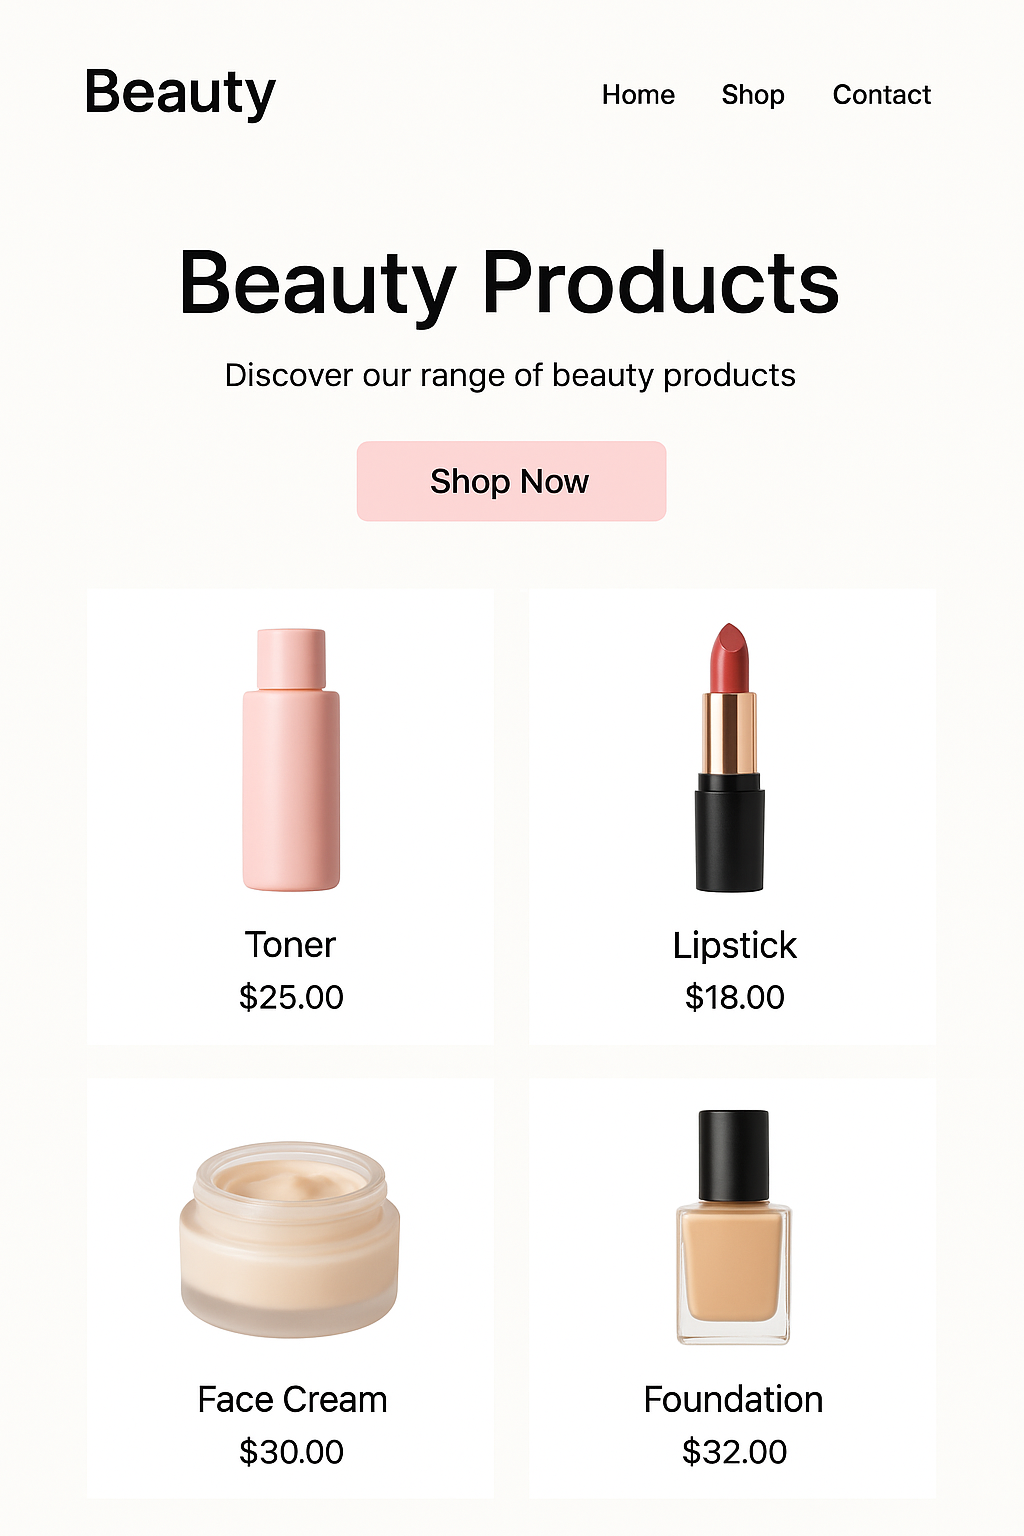 Beauty
Home Shop Contact
Beauty Products
Discover our range of beauty products
Shop Now
Toner
$25.00
Lipstick
$18.00
Face Cream
$30.00
Foundation
$32.00